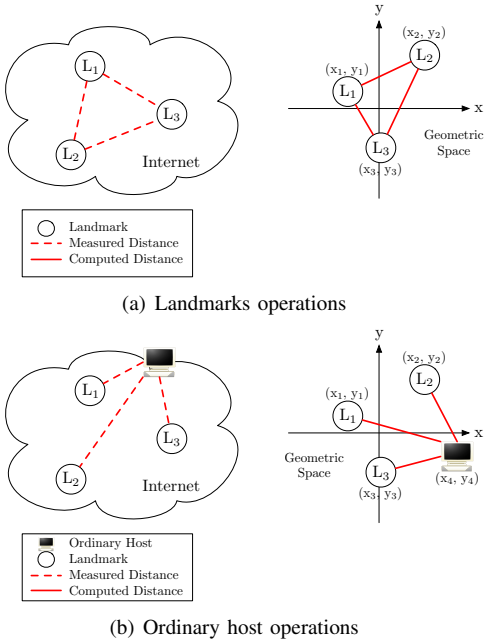 y
L₁
L₃
L₂
Internet
(x₁, y₁)
L₁
(x₂, y₂)
L₂
x
L₃
(x₃, y₃)
Geometric
Space
Landmark
Measured Distance
Computed Distance
(a) Landmarks operations
y
L₁
L₃
L₂
Internet
(x₁, y₁)
L₁
(x₂, y₂)
L₂
x
Geometric
Space
L₃
(x₃, y₃)
(x₄, y₄)
Ordinary Host
Landmark
Measured Distance
Computed Distance
(b) Ordinary host operations